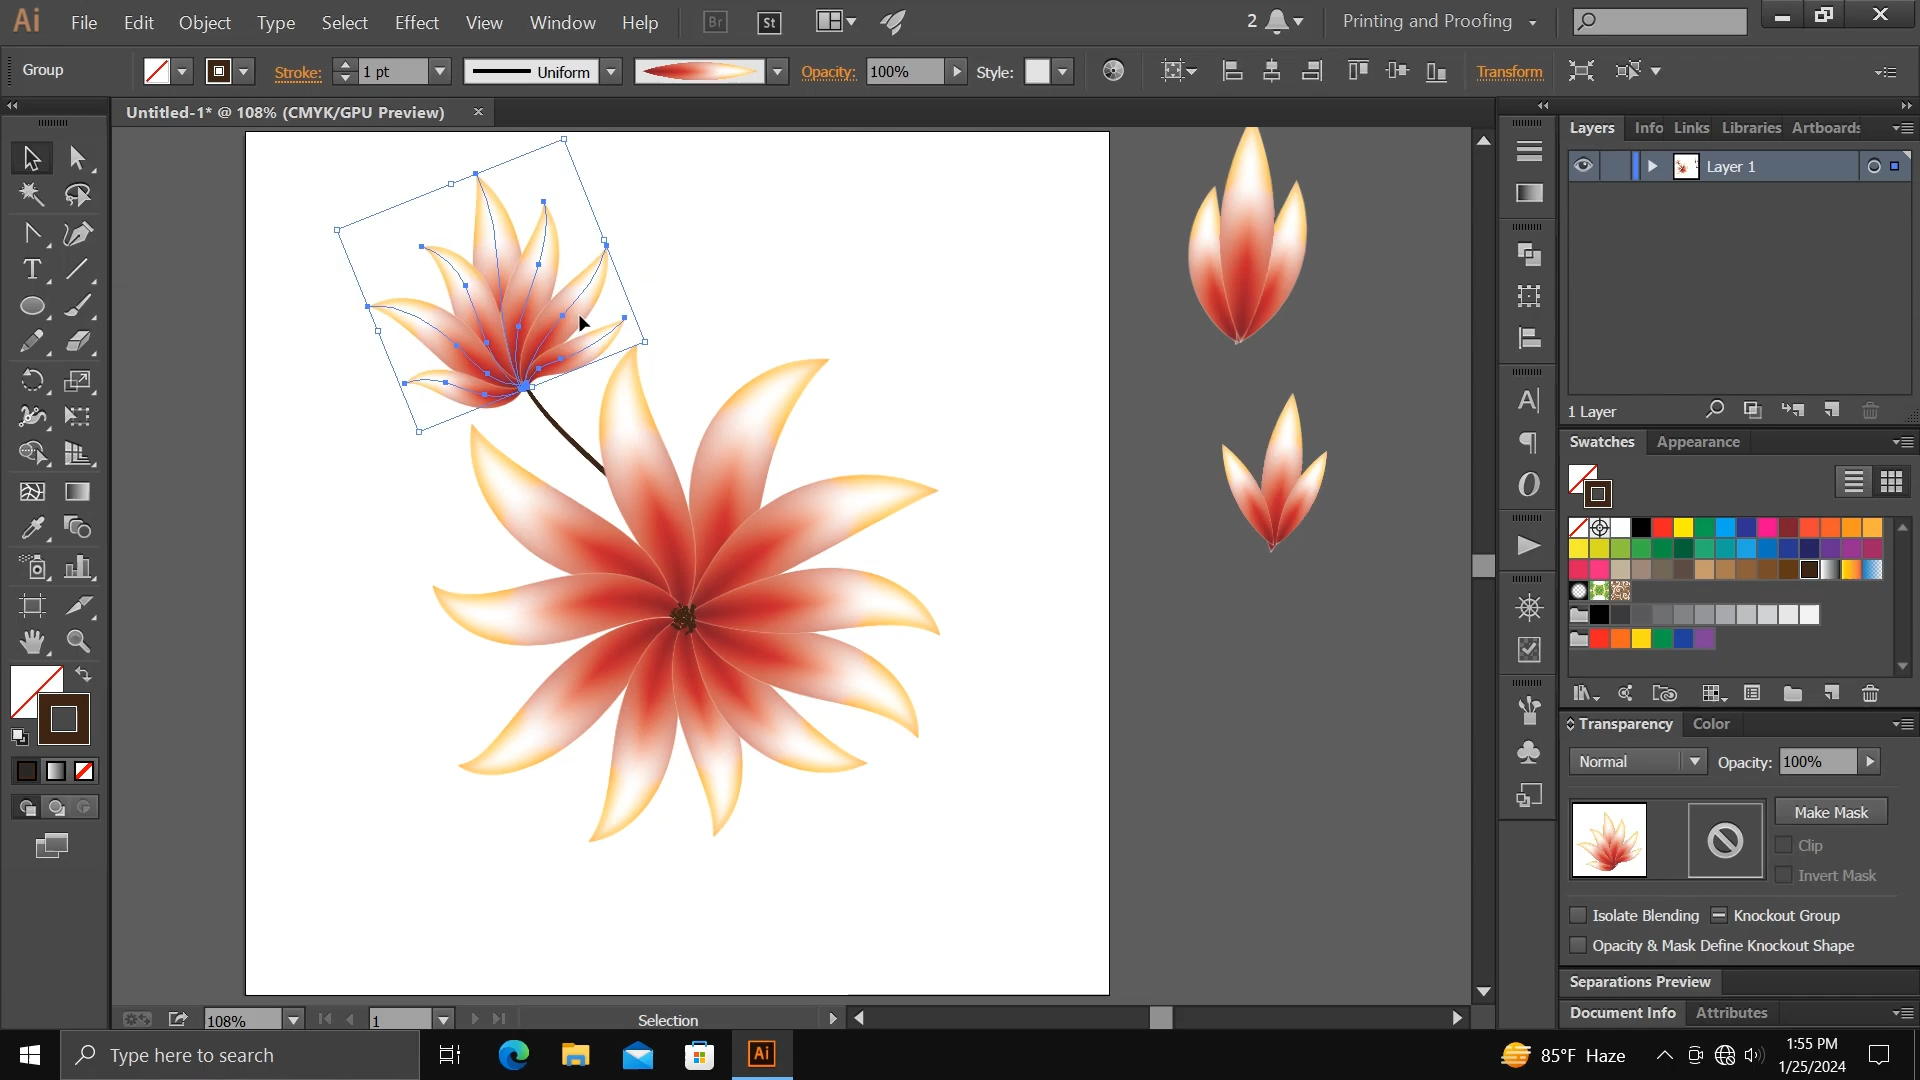 Ai File Edit Object Type Select Effect View Window Help Br St 2 Printing and Proofing
Group Stroke: 1 pt Uniform Opacity: 100% Style: Transform
Untitled-1* @ 108% (CMYK/GPU Preview)
Layers Info Links Libraries Artboards
Layer 1
1 Layer
Swatches Appearance
Transparency Color
Normal Opacity: 100%
Make Mask
Clip
Invert Mask
Isolate Blending Knockout Group
Opacity & Mask Define Knockout Shape
Separations Preview
Document Info Attributes
108% 1 Selection
Type here to search Ai 85°F Haze 1:55 PM
1/25/2024